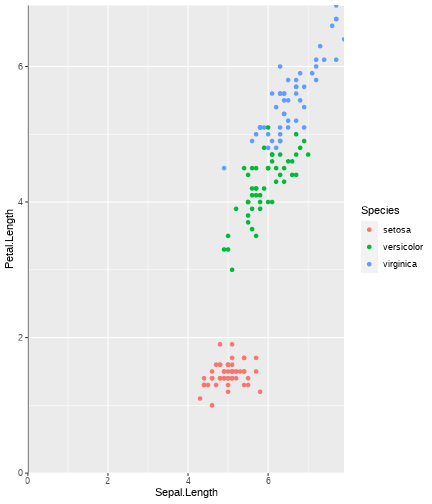 6
4
2
0
Petal.Length
0 2 4 6
Sepal.Length
Species
setosa
versicolor
virginica